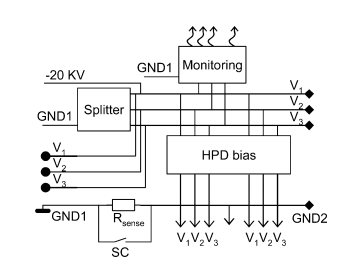 GND1
Monitoring
-20 KV
V1
GND1
Splitter
V2
V3
V1
V2
V3
HPD bias
GND1
Rsense
GND2
V1 V2 V3
V1 V2 V3
SC